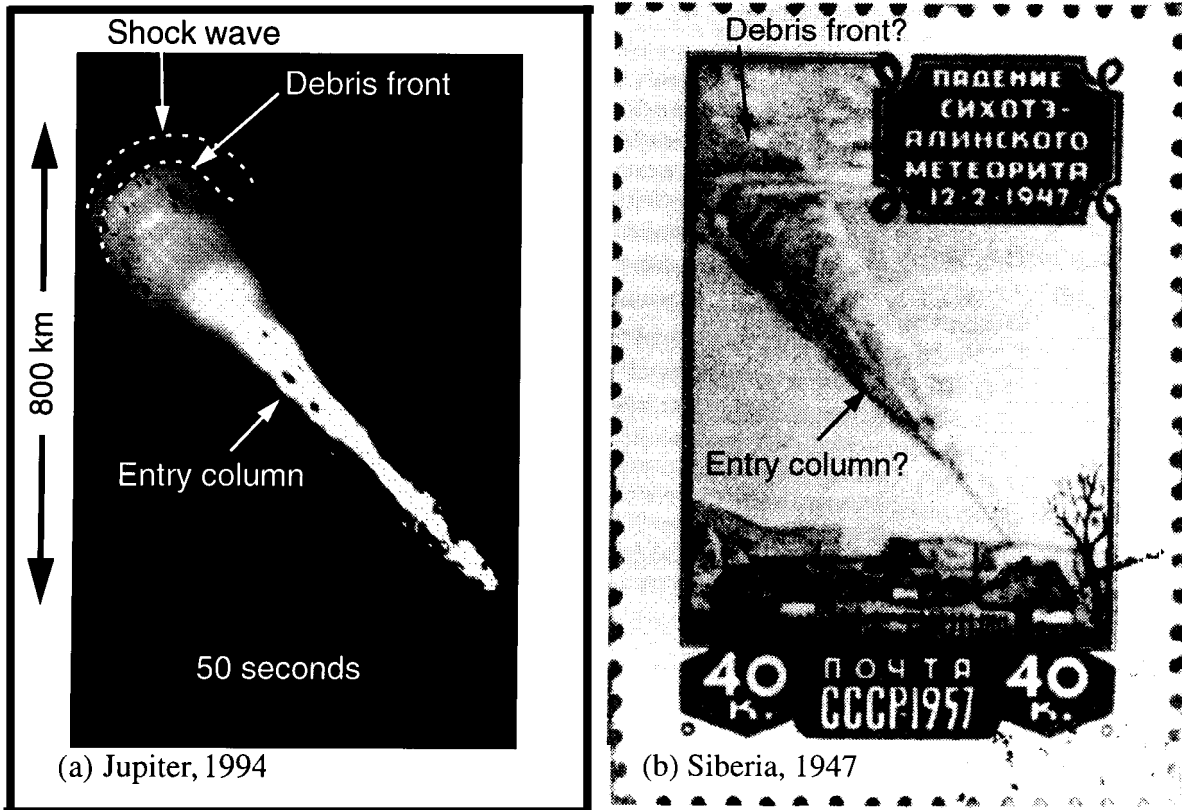 Shock wave
Debris front
800 km
Entry column
50 seconds
(a) Jupiter, 1994
Debris front?
ПАДЕНИЕ
СИХОТЭ-
АЛИНСКОГО
МЕТЕОРИТА
12·2·1947
Entry column?
40
к.
ПОЧТА
СССР·1957
40
к.
(b) Siberia, 1947